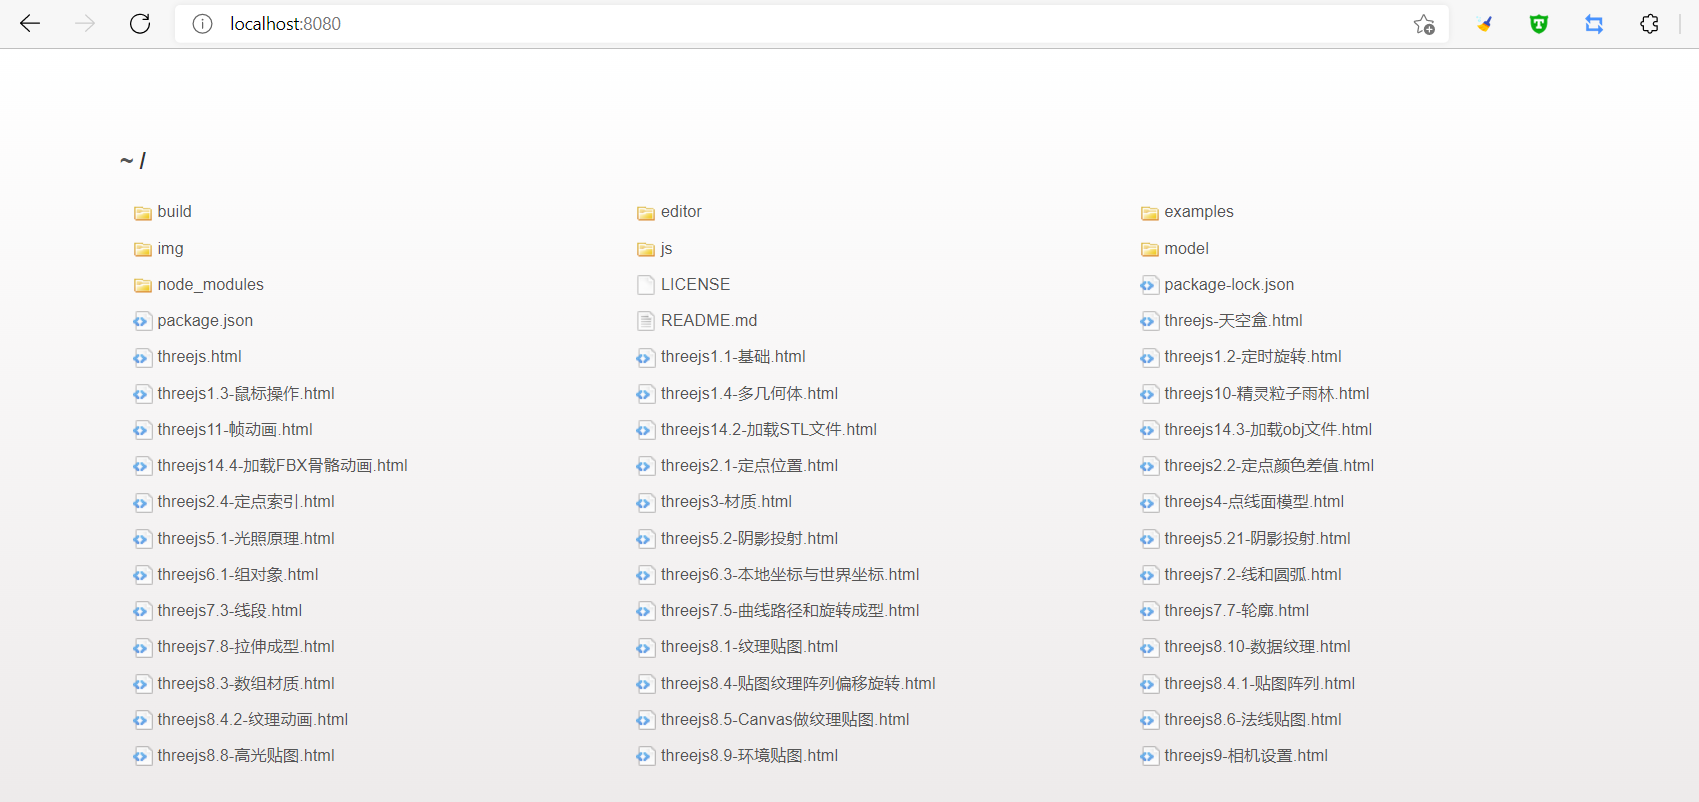 localhost:8080
~ /
build editor examples
img js model
node_modules LICENSE package-lock.json
package.json README.md threejs-天空盒.html
threejs.html threejs1.1-基础.html threejs1.2-定时旋转.html
threejs1.3-鼠标操作.html threejs1.4-多几何体.html threejs10-精灵粒子雨林.html
threejs11-帧动画.html threejs14.2-加载STL文件.html threejs14.3-加载obj文件.html
threejs14.4-加载FBX骨骼动画.html threejs2.1-定点位置.html threejs2.2-定点颜色差值.html
threejs2.4-定点索引.html threejs3-材质.html threejs4-点线面模型.html
threejs5.1-光照原理.html threejs5.2-阴影投射.html threejs5.21-阴影投射.html
threejs6.1-组对象.html threejs6.3-本地坐标与世界坐标.html threejs7.2-线和圆弧.html
threejs7.3-线段.html threejs7.5-曲线路径和旋转成型.html threejs7.7-轮廓.html
threejs7.8-拉伸成型.html threejs8.1-纹理贴图.html threejs8.10-数据纹理.html
threejs8.3-数组材质.html threejs8.4-贴图纹理阵列偏移旋转.html threejs8.4.1-贴图阵列.html
threejs8.4.2-纹理动画.html threejs8.5-Canvas做纹理贴图.html threejs8.6-法线贴图.html
threejs8.8-高光贴图.html threejs8.9-环境贴图.html threejs9-相机设置.html